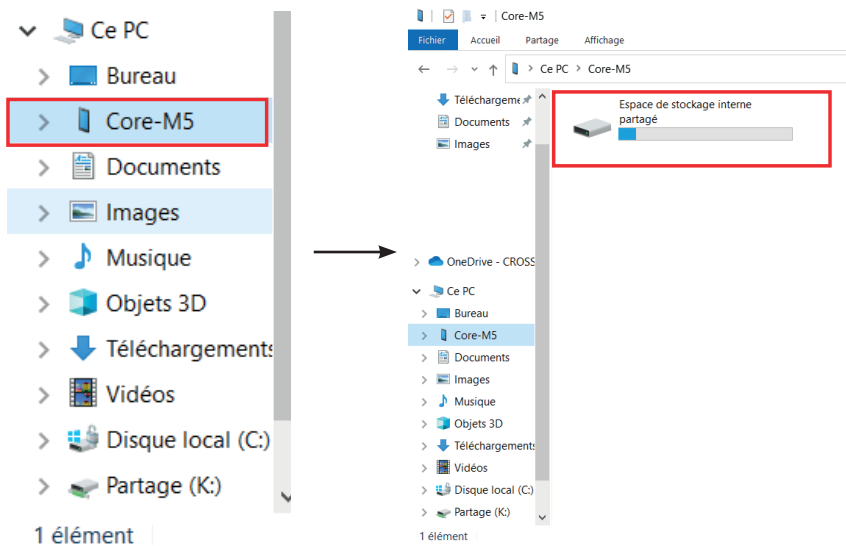 Ce PC
Bureau
Core-M5
Documents
Images
Musique
Objets 3D
Téléchargements
Vidéos
Disque local (C:)
Partage (K:)
1 élément
Core-M5
Fichier Accueil Partage Affichage
Ce PC > Core-M5
Téléchargeme
Documents
Images
OneDrive - CROSS
Ce PC
Bureau
Core-M5
Documents
Images
Musique
Objets 3D
Téléchargements
Vidéos
Disque local (C:)
Partage (K:)
1 élément
Espace de stockage interne
partagé